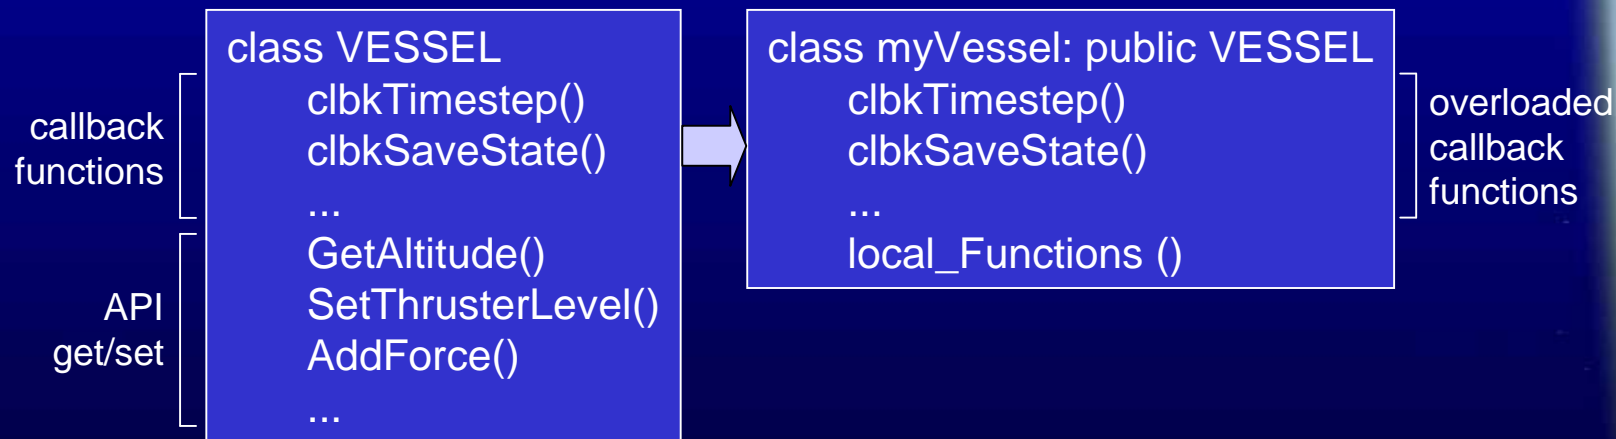 callback
functions
API
get/set
class VESSEL
clbkTimestep()
clbkSaveState()
...
GetAltitude()
SetThrusterLevel()
AddForce()
...
class myVessel: public VESSEL
clbkTimestep()
clbkSaveState()
...
local_Functions ()
overloaded
callback
functions